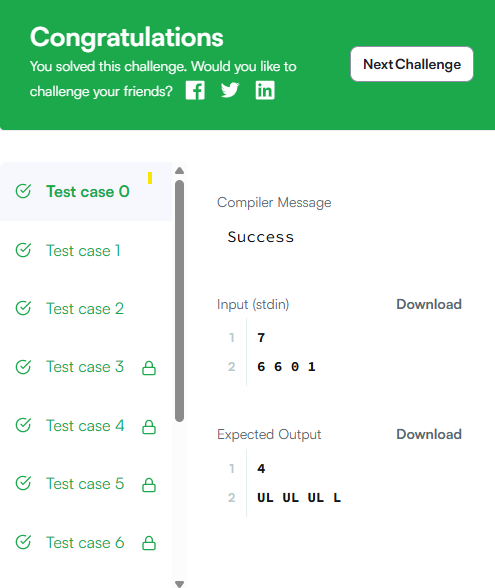 Congratulations
You solved this challenge. Would you like to
challenge your friends?
Next Challenge
Test case 0
Test case 1
Test case 2
Test case 3
Test case 4
Test case 5
Test case 6
Compiler Message
Success
Input (stdin)
Download
1 7
2 6 6 0 1
Expected Output
Download
1 4
2 UL UL UL L